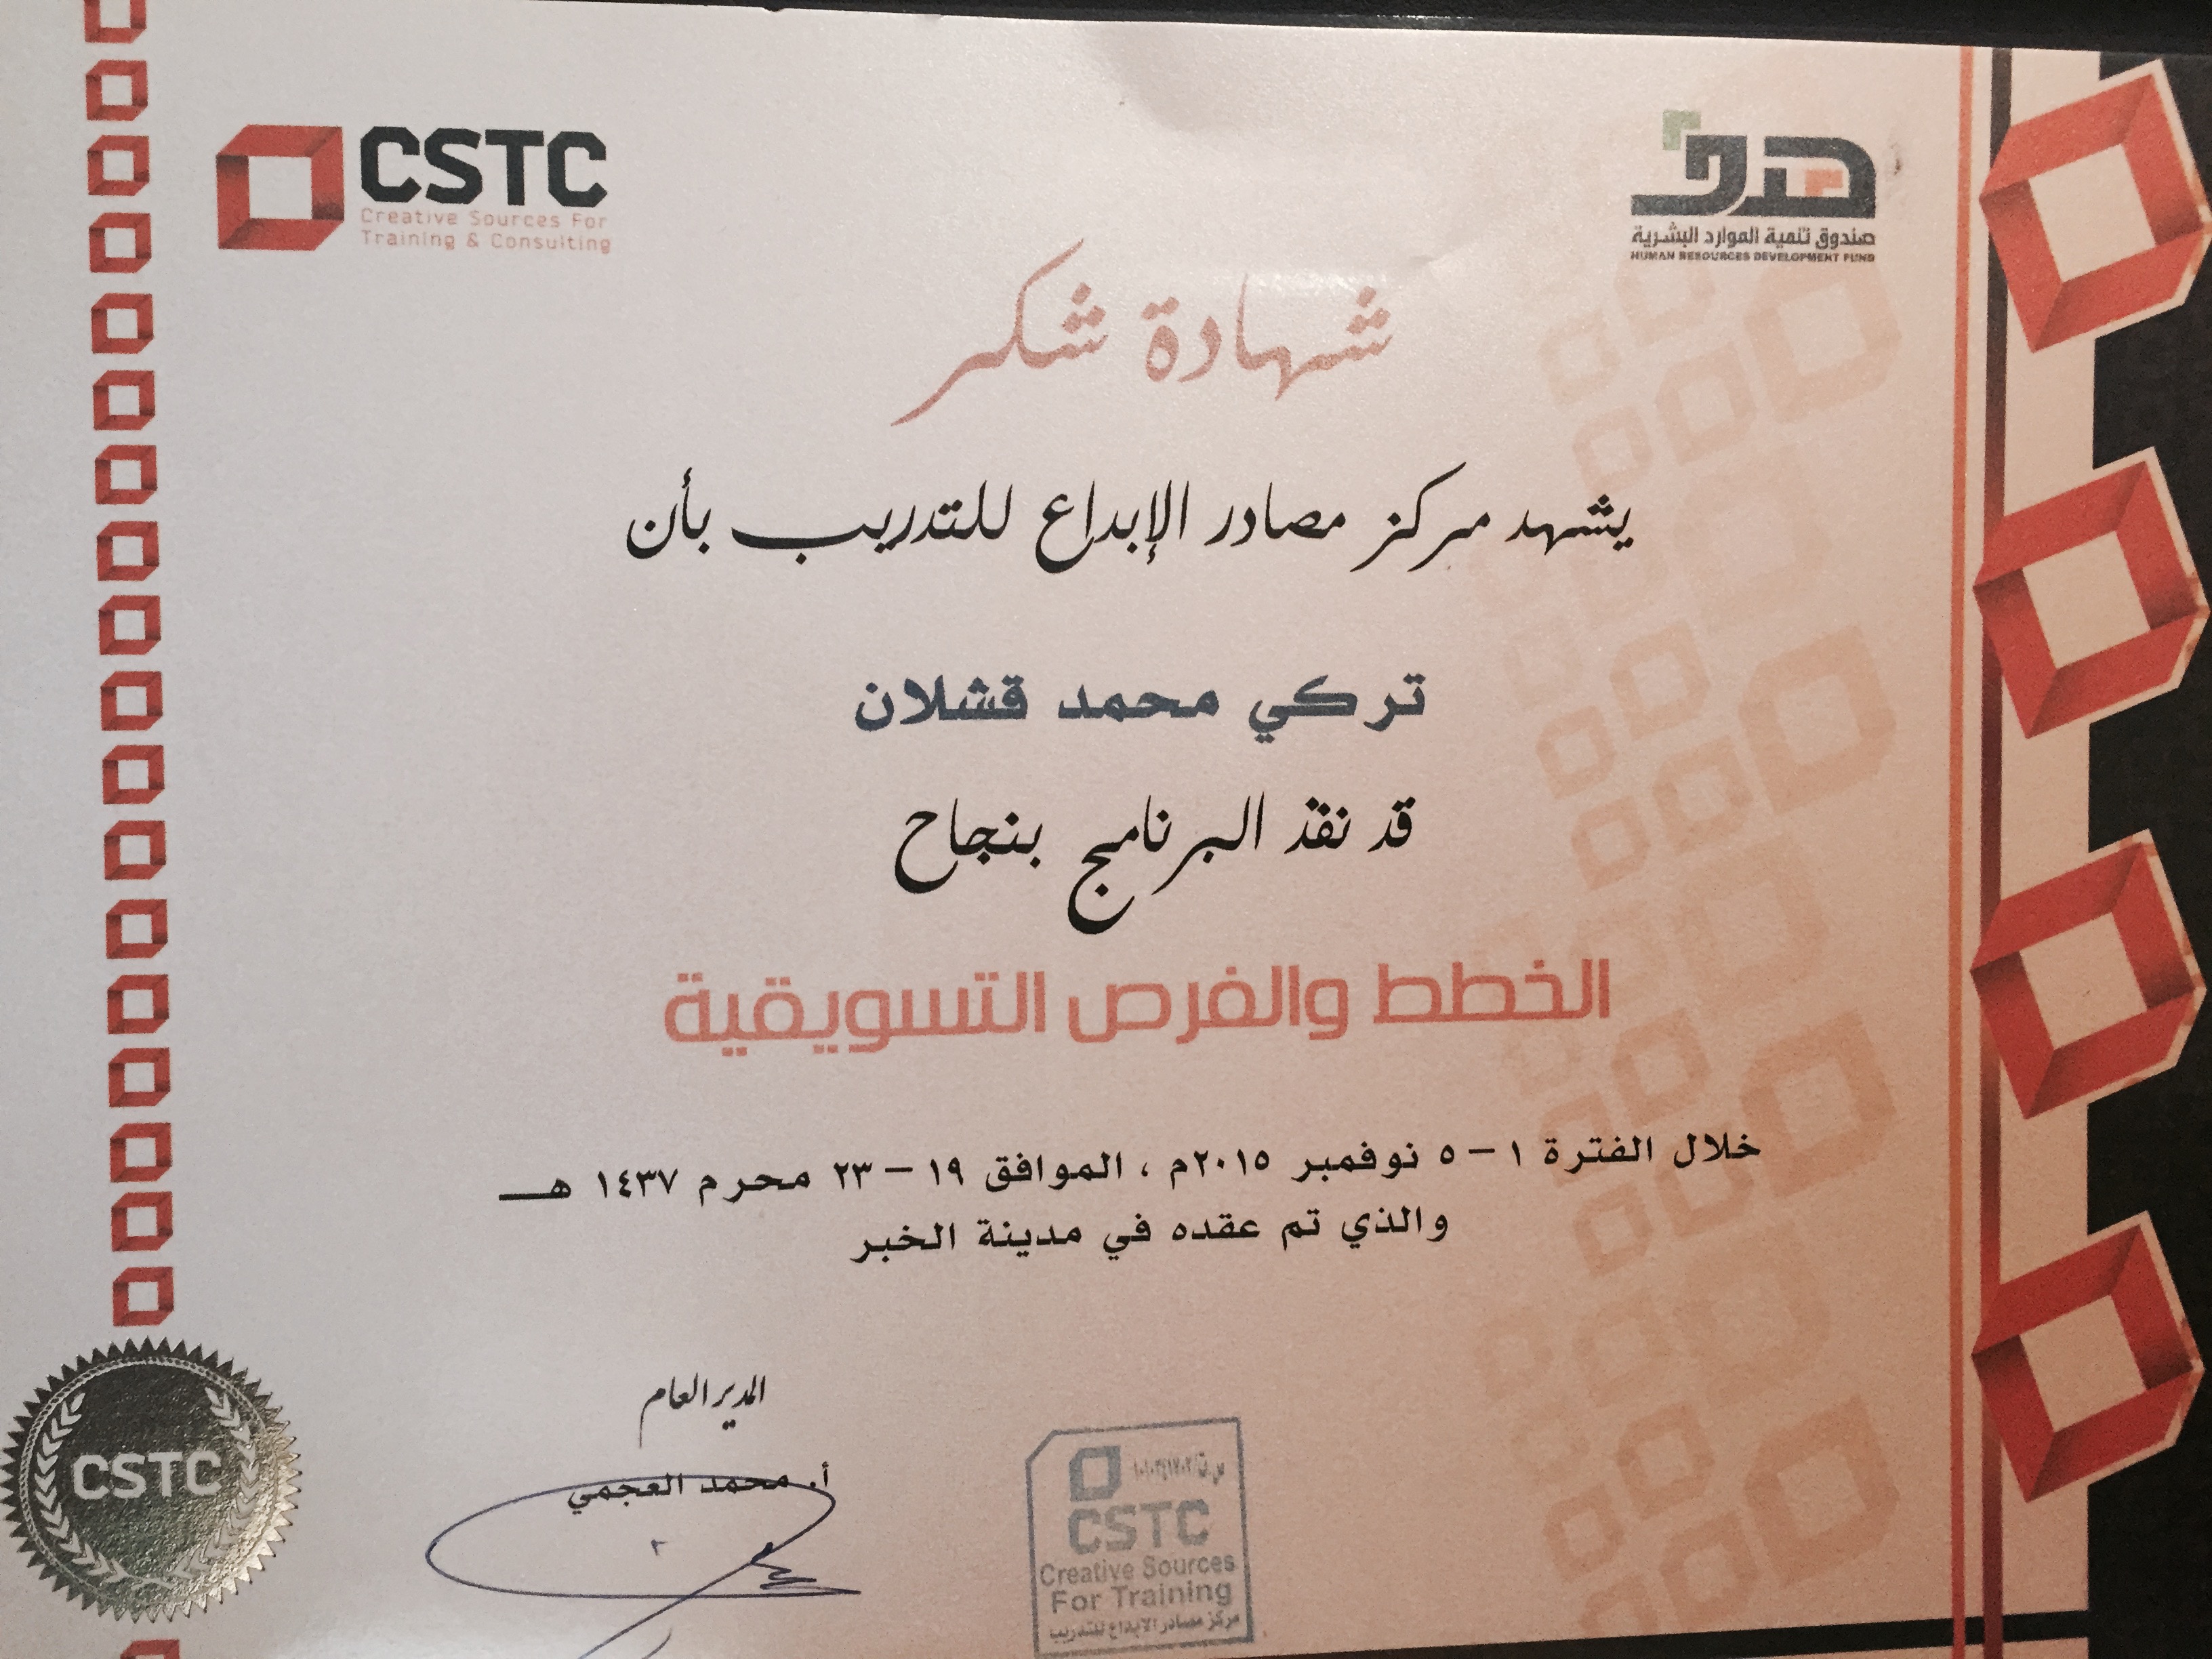 CSTC
Creative Sources For
Training & Consulting
هدف
صندوق تنمية الموارد البشرية
HUMAN RESOURCES DEVELOPMENT FUND
شهادة شكر
يشهد مركز مصادر الإبداع للتدريب بأن
تركي محمد قشلان
قد نفذ البرنامج بنجاح
الخطط والفرص التسويقية
خلال الفترة ١ – ٥ نوفمبر ٢٠١٥م ، الموافق ١٩ – ٢٣ محرم ١٤٣٧ هـ
والذي تم عقده في مدينة الخبر
المدير العام
أ. محمد العجمي
CSTC
CSTC
Creative Sources
For Training
مركز مصادر الابداع للتدريب